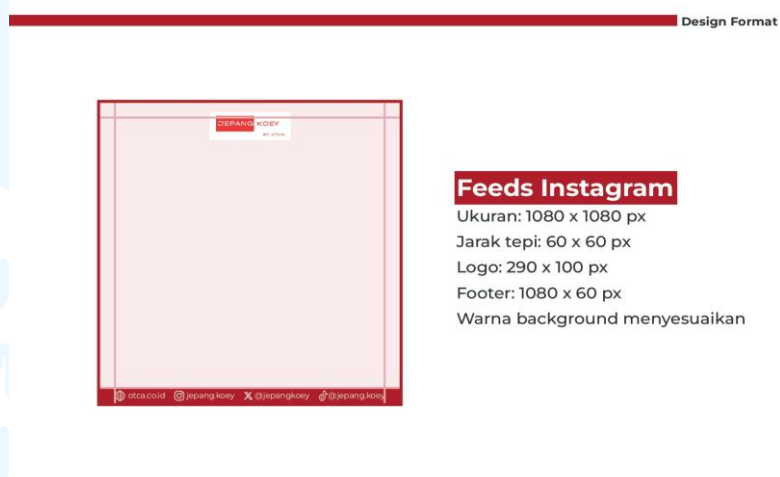 Design Format
JEPANG KOEY
BY OTCA
Feeds Instagram
Ukuran: 1080 x 1080 px
Jarak tepi: 60 x 60 px
Logo: 290 x 100 px
Footer: 1080 x 60 px
Warna background menyesuaikan
otca.co.id jepang.koey @jepangkoey @jepang.koey